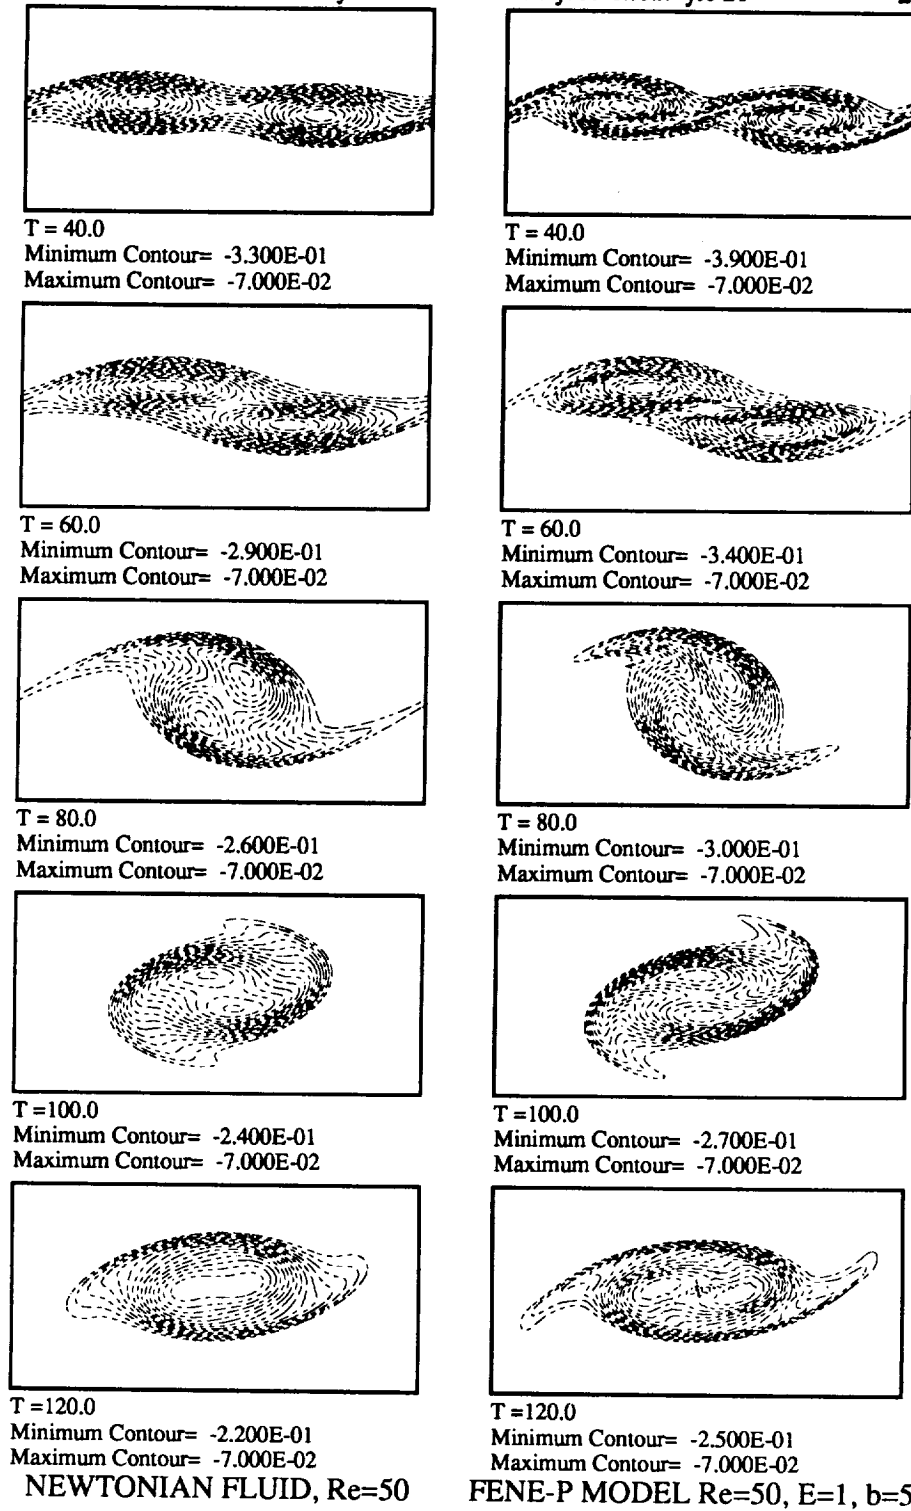 T = 40.0
Minimum Contour= -3.300E-01
Maximum Contour= -7.000E-02
T = 40.0
Minimum Contour= -3.900E-01
Maximum Contour= -7.000E-02
T = 60.0
Minimum Contour= -2.900E-01
Maximum Contour= -7.000E-02
T = 60.0
Minimum Contour= -3.400E-01
Maximum Contour= -7.000E-02
T = 80.0
Minimum Contour= -2.600E-01
Maximum Contour= -7.000E-02
T = 80.0
Minimum Contour= -3.000E-01
Maximum Contour= -7.000E-02
T =100.0
Minimum Contour= -2.400E-01
Maximum Contour= -7.000E-02
T =100.0
Minimum Contour= -2.700E-01
Maximum Contour= -7.000E-02
T =120.0
Minimum Contour= -2.200E-01
Maximum Contour= -7.000E-02
T =120.0
Minimum Contour= -2.500E-01
Maximum Contour= -7.000E-02
NEWTONIAN FLUID, Re=50
FENE-P MODEL Re=50, E=1, b=5